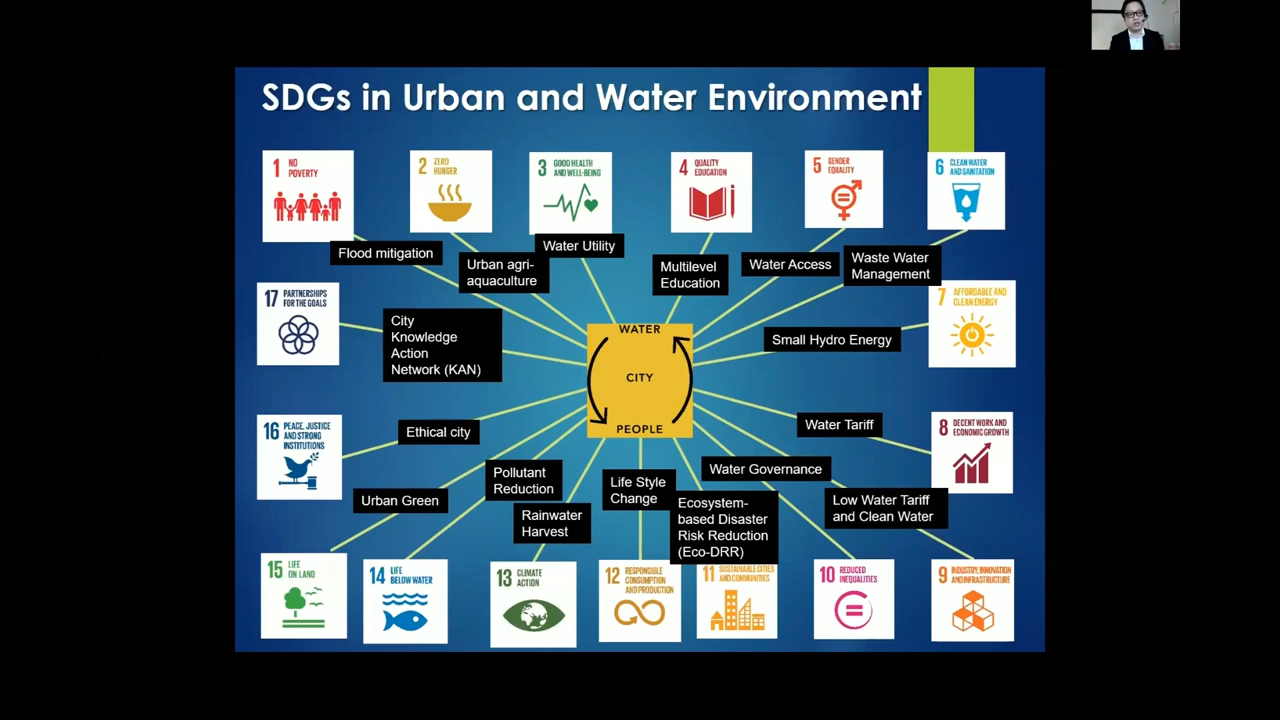 SDGs in Urban and Water Environment
1 NO
POVERTY
2 ZERO
HUNGER
3 GOOD HEALTH
AND WELL-BEING
4 QUALITY
EDUCATION
5 GENDER
EQUALITY
6 CLEAN WATER
AND SANITATION
Flood mitigation
Urban agri-
aquaculture
Water Utility
Multilevel
Education
Water Access
Waste Water
Management
17 PARTNERSHIPS
FOR THE GOALS
City
Knowledge
Action
Network (KAN)
WATER
CITY
PEOPLE
Small Hydro Energy
7 AFFORDABLE AND
CLEAN ENERGY
16 PEACE, JUSTICE
AND STRONG
INSTITUTIONS
Ethical city
Water Tariff
8 DECENT WORK AND
ECONOMIC GROWTH
Urban Green
Pollutant
Reduction
Rainwater
Harvest
Life Style
Change
Ecosystem-
based Disaster
Risk Reduction
(Eco-DRR)
Water Governance
Low Water Tariff
and Clean Water
15 LIFE
ON LAND
14 LIFE
BELOW WATER
13 CLIMATE
ACTION
12 RESPONSIBLE
CONSUMPTION
AND PRODUCTION
11 SUSTAINABLE CITIES
AND COMMUNITIES
10 REDUCED
INEQUALITIES
9 INDUSTRY, INNOVATION
AND INFRASTRUCTURE